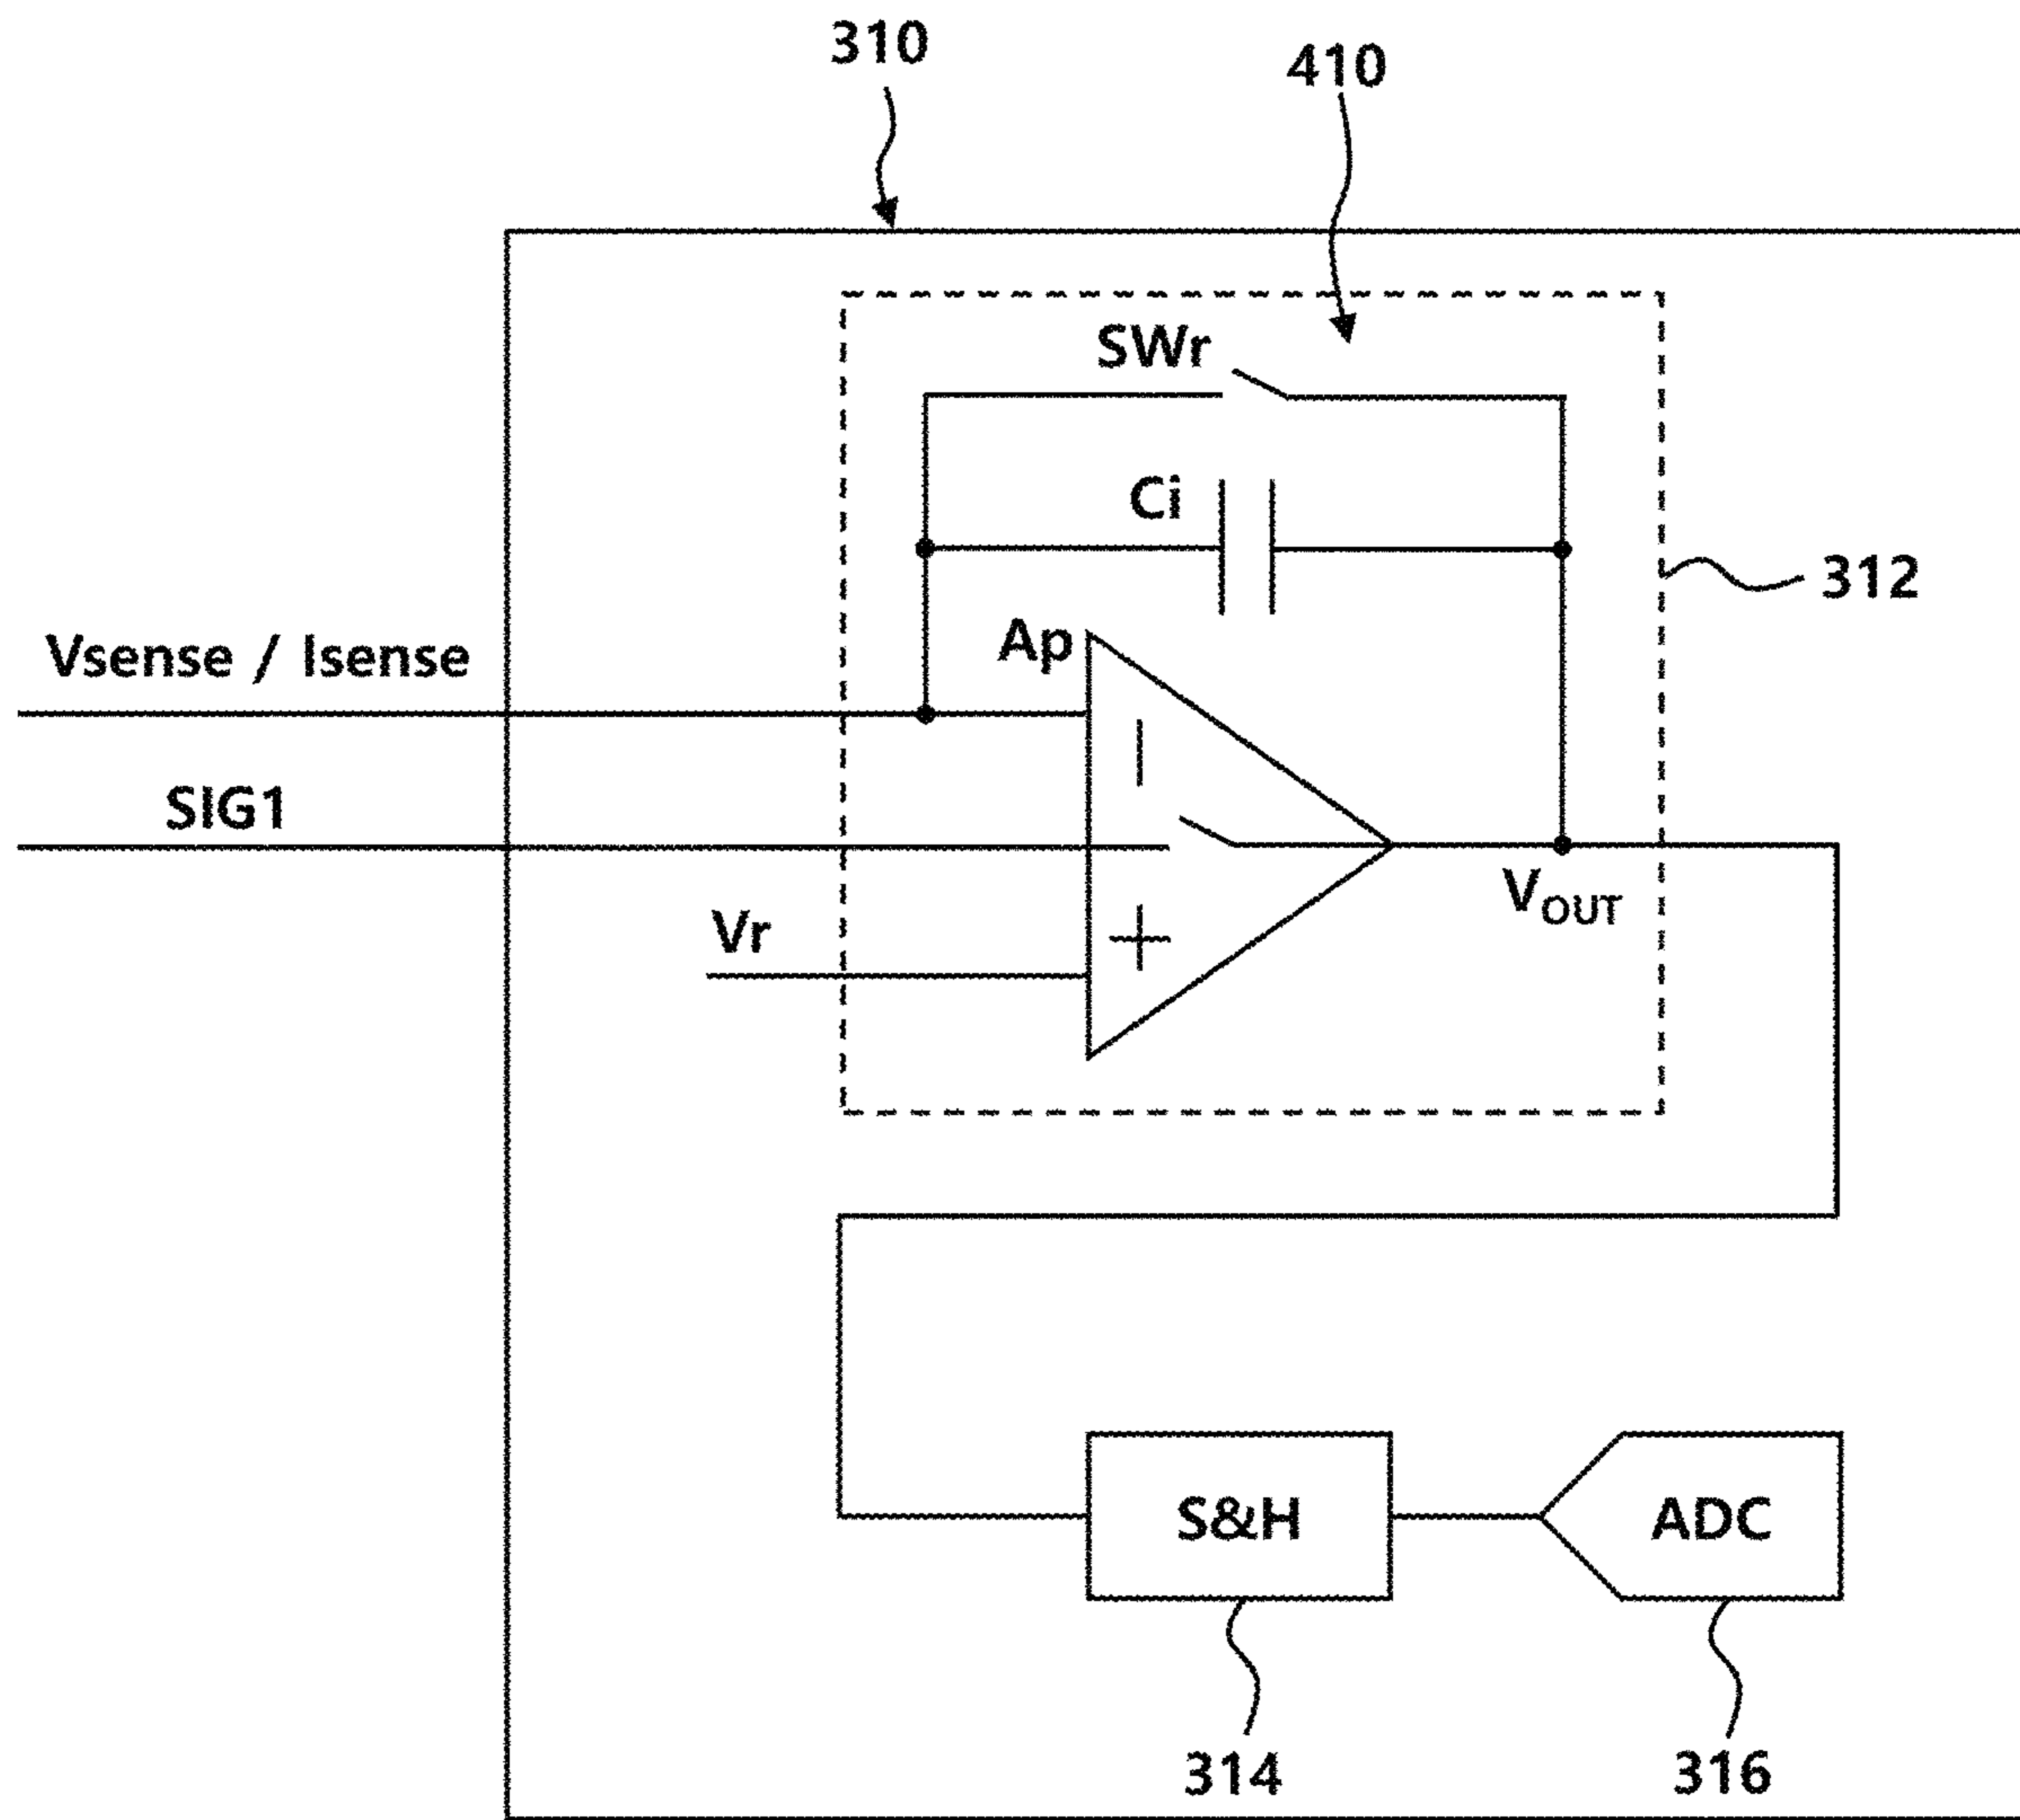 310
410
SWr
Ci
312
Ap
Vsense / Isense
SIG1
Vr
VOUT
S&H
ADC
314
316